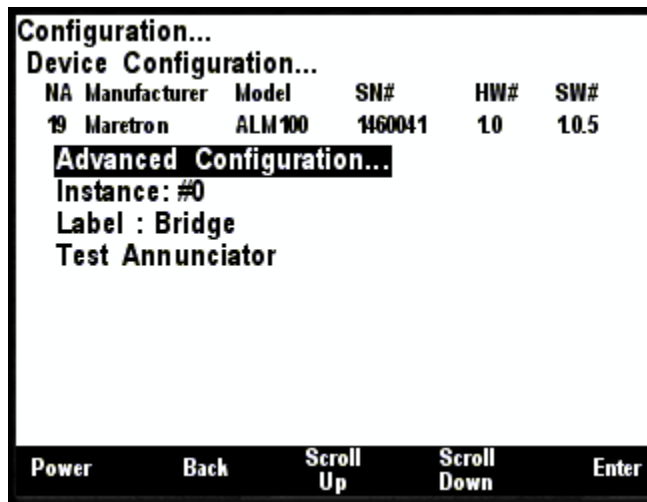 Configuration...
Device Configuration...
NA Manufacturer Model SN# HW# SW#
19 Maretron ALM100 1460041 1.0 1.0.5
Advanced Configuration...
Instance: #0
Label : Bridge
Test Annunciator
Power Back Scroll Up Scroll Down Enter